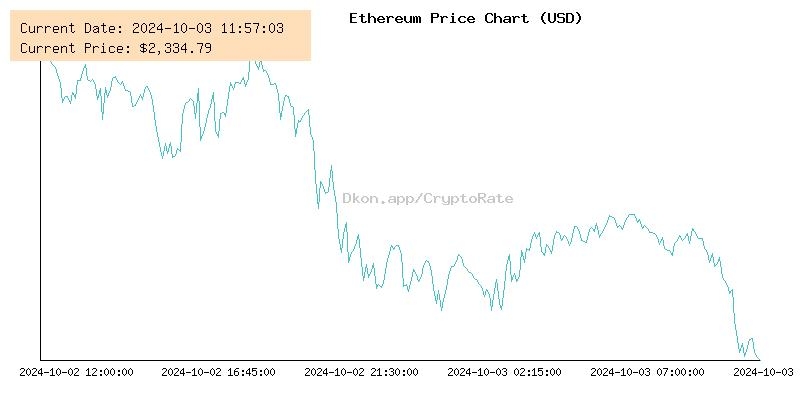 Ethereum Price Chart (USD)
Current Date: 2024-10-03 11:57:03
Current Price: $2,334.79
Dkon.app/CryptoRate
2024-10-02 12:00:00
2024-10-02 16:45:00
2024-10-02 21:30:00
2024-10-03 02:15:00
2024-10-03 07:00:00
2024-10-03